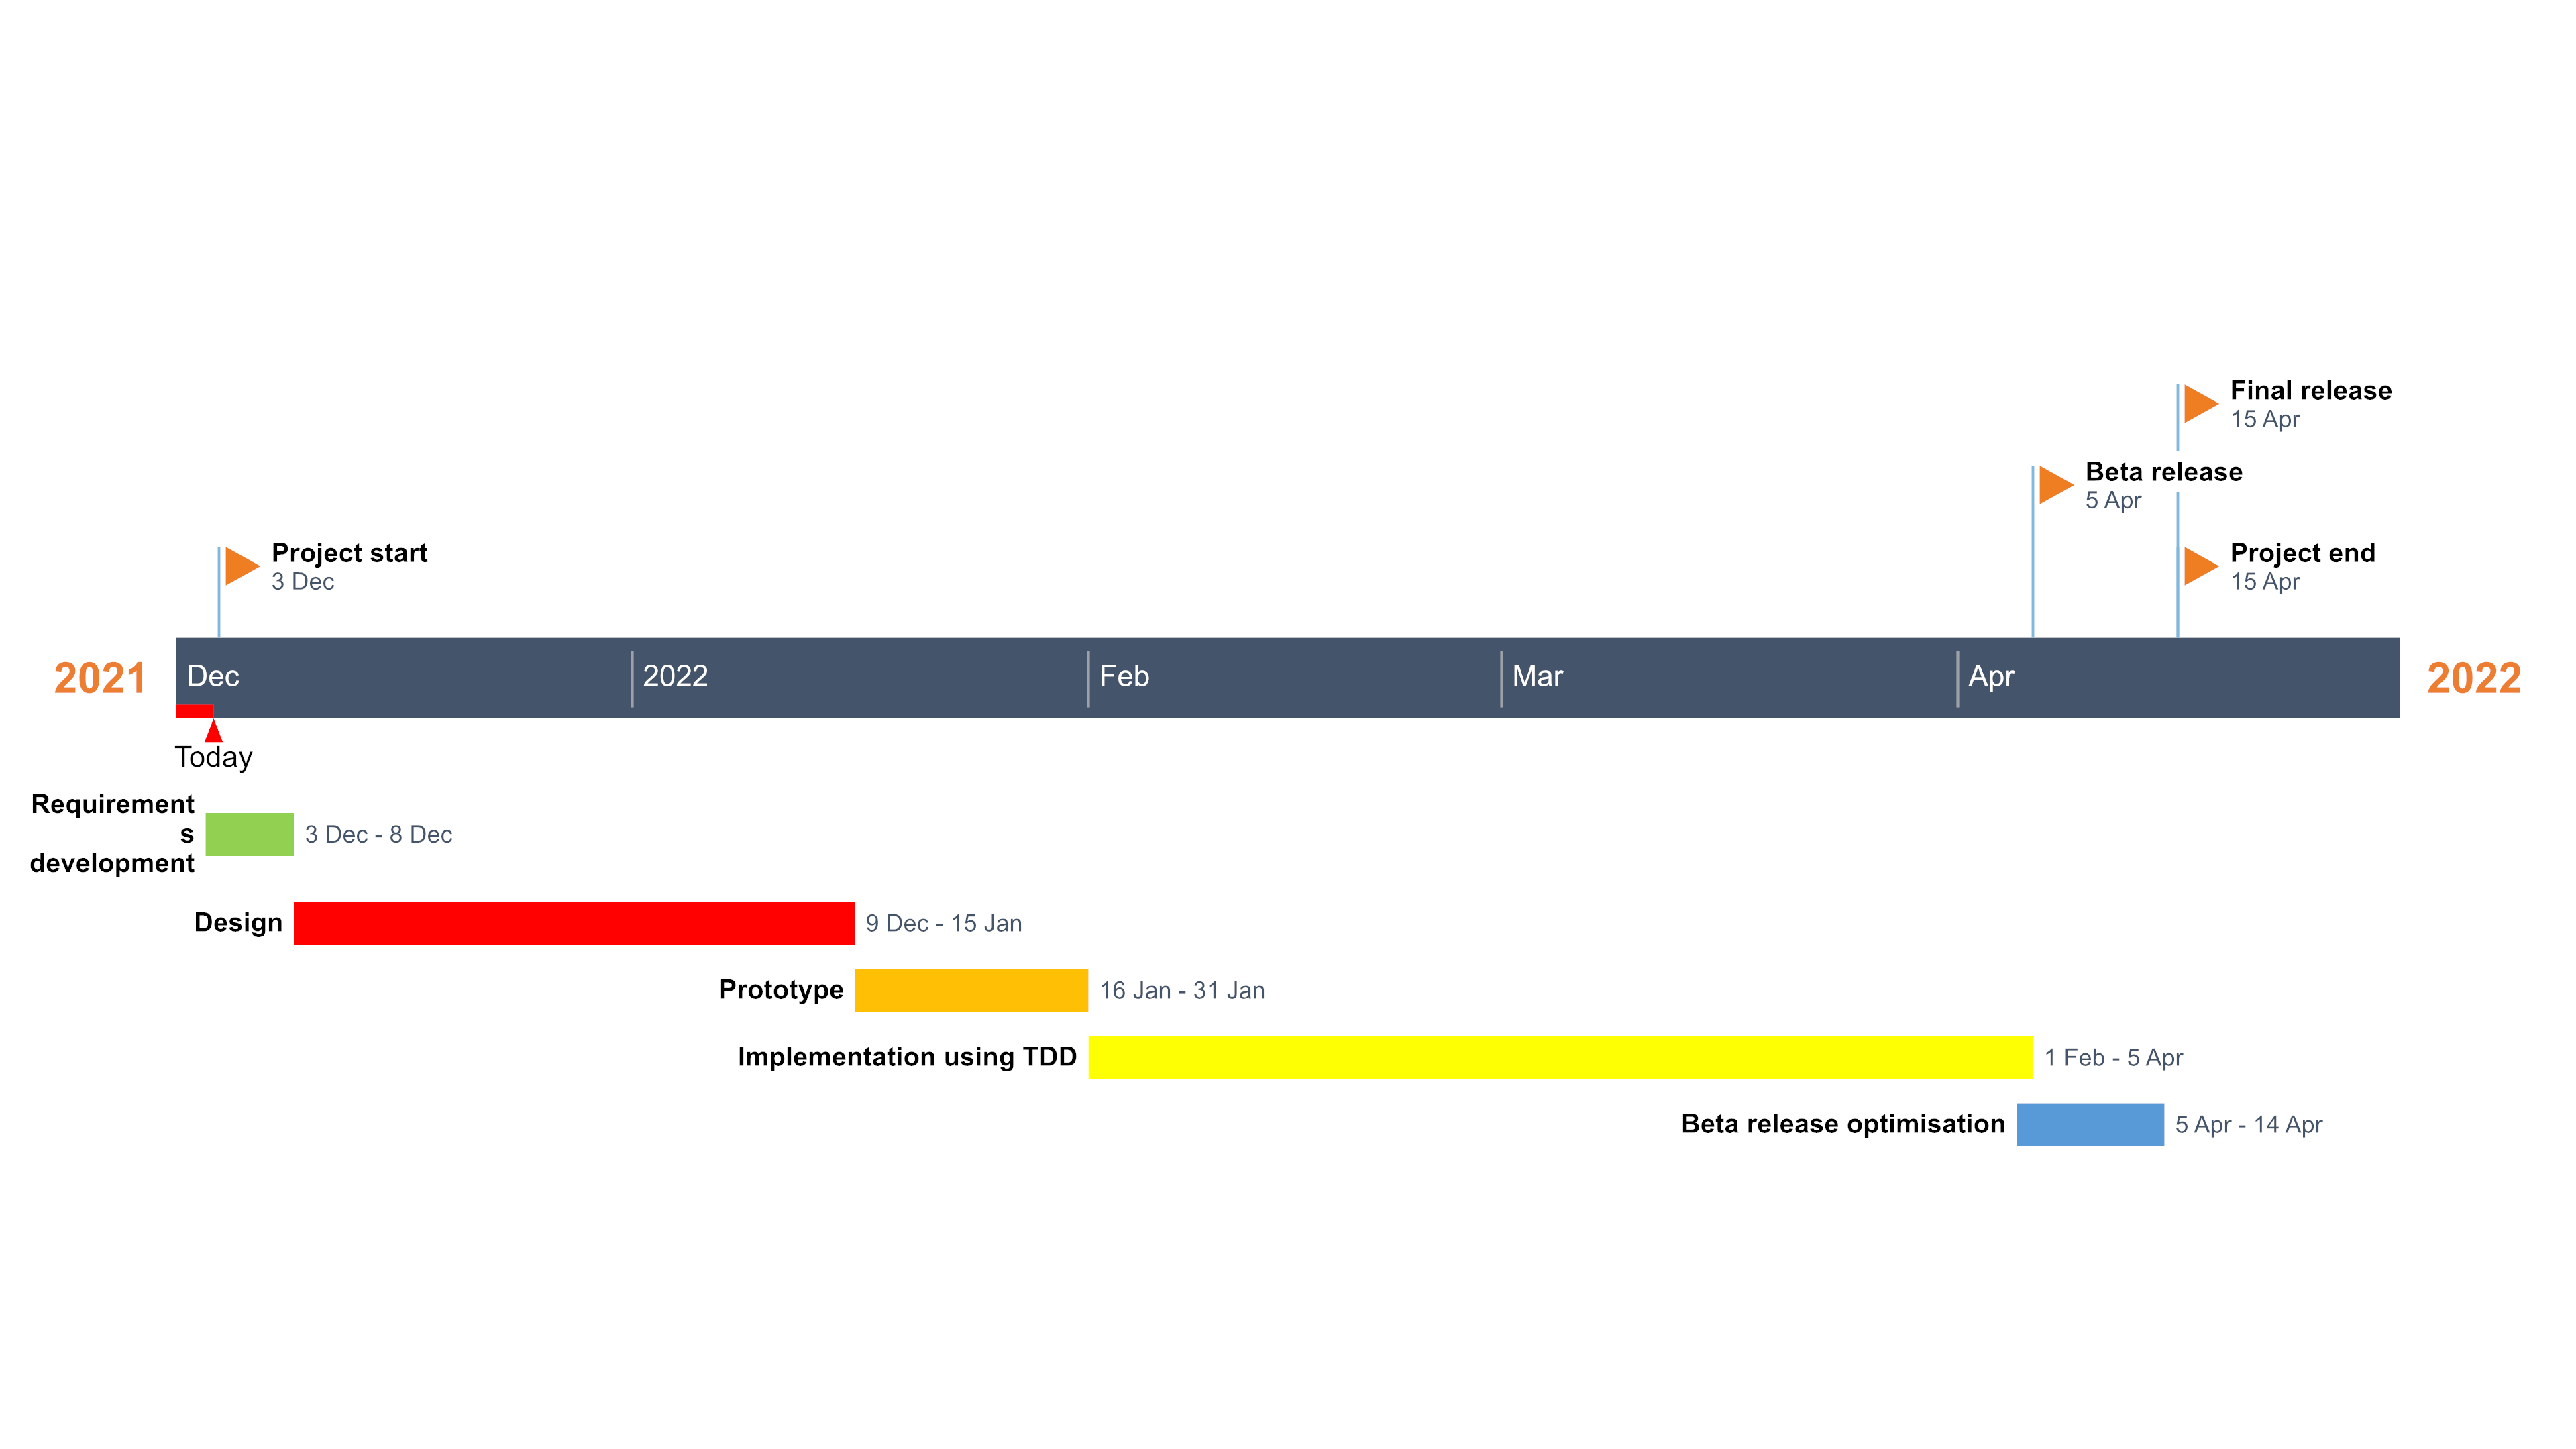 Final release
15 Apr
Beta release
5 Apr
Project start
3 Dec
Project end
15 Apr
2021
Dec
2022
Feb
Mar
Apr
2022
Today
Requirement
s
development
3 Dec - 8 Dec
Design
9 Dec - 15 Jan
Prototype
16 Jan - 31 Jan
Implementation using TDD
1 Feb - 5 Apr
Beta release optimisation
5 Apr - 14 Apr